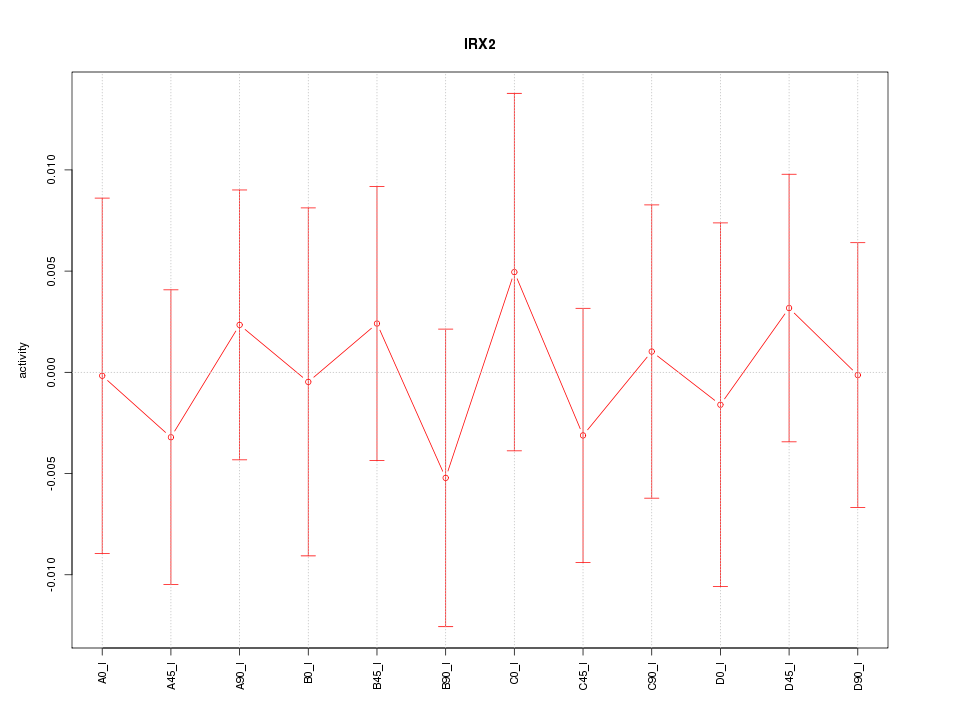 IRX2
activity
0.010
0.005
0.000
-0.005
-0.010
A0_I
A45_I
A90_I
B0_I
B45_I
B90_I
C0_I
C45_I
C90_I
D0_I
D45_I
D90_I